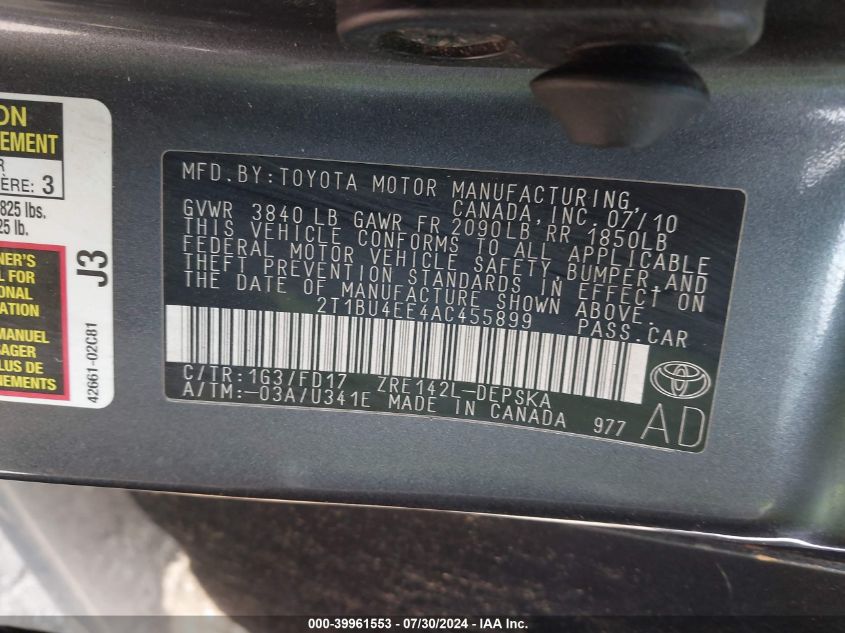 ON
EMENT
R
ÈRE: 3
825 lbs.
25 lb.
NER'S
L FOR
ONAL
ATION
MANUEL
SAGER
PLUS DE
NEMENTS
J3
42661-02C81
MFD. BY: TOYOTA MOTOR MANUFACTURING,
CANADA, INC. 07/10
GVWR 3840 LB GAWR FR 2090LB RR 1850LB
THIS VEHICLE CONFORMS TO ALL APPLICABLE
FEDERAL MOTOR VEHICLE SAFETY, BUMPER, AND
THEFT PREVENTION STANDARDS IN EFFECT ON
THE DATE OF MANUFACTURE SHOWN ABOVE.
2T1BU4EE4AC455899 PASS. CAR
C/TR: 1G3/FD17 ZRE142L-DEPSKA
A/TM: -03A/U341E MADE IN CANADA 977
AD
000-39961553 / 07/30/2024 - IAA Inc.